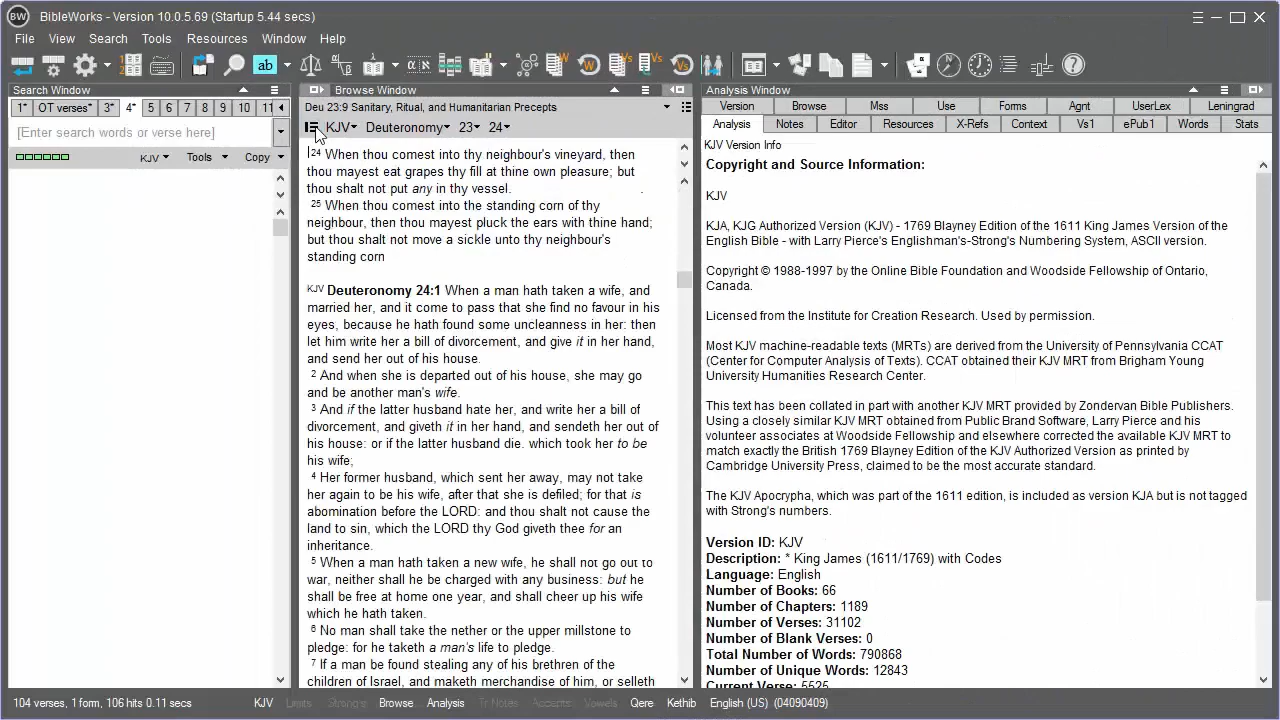 BW BibleWorks - Version 10.0.5.69 (Startup 5.44 secs)
File View Search Tools Resources Window Help
Search Window
Browse Window
Analysis Window
1* OT verses* 3* 4* 5 6 7 8 9 10 11
[Enter search words or verse here]
KJV Tools Copy
Deu 23:9 Sanitary, Ritual, and Humanitarian Precepts
KJV Deuteronomy 23 24
24 When thou comest into thy neighbour's vineyard, then
thou mayest eat grapes thy fill at thine own pleasure; but
thou shalt not put any in thy vessel.
25 When thou comest into the standing corn of thy
neighbour, then thou mayest pluck the ears with thine hand;
but thou shalt not move a sickle unto thy neighbour's
standing corn
KJV Deuteronomy 24:1 When a man hath taken a wife, and
married her, and it come to pass that she find no favour in his
eyes, because he hath found some uncleanness in her: then
let him write her a bill of divorcement, and give it in her hand,
and send her out of his house.
2 And when she is departed out of his house, she may go
and be another man's wife.
3 And if the latter husband hate her, and write her a bill of
divorcement, and giveth it in her hand, and sendeth her out of
his house: or if the latter husband die. which took her to be
his wife;
4 Her former husband, which sent her away, may not take
her again to be his wife, after that she is defiled; for that is
abomination before the LORD: and thou shalt not cause the
land to sin, which the LORD thy God giveth thee for an
inheritance.
5 When a man hath taken a new wife, he shall not go out to
war, neither shall he be charged with any business: but he
shall be free at home one year, and shall cheer up his wife
which he hath taken.
6 No man shall take the nether or the upper millstone to
pledge: for he taketh a man's life to pledge.
7 If a man be found stealing any of his brethren of the
children of Israel, and maketh merchandise of him, or selleth
Version Browse Mss Use Forms Agnt UserLex Leningrad
Analysis Notes Editor Resources X-Refs Context Vs1 ePub1 Words Stats
KJV Version Info
Copyright and Source Information:
KJV
KJA, KJG Authorized Version (KJV) - 1769 Blayney Edition of the 1611 King James Version of the
English Bible - with Larry Pierce's Englishman's-Strong's Numbering System, ASCII version.
Copyright © 1988-1997 by the Online Bible Foundation and Woodside Fellowship of Ontario,
Canada.
Licensed from the Institute for Creation Research. Used by permission.
Most KJV machine-readable texts (MRTs) are derived from the University of Pennsylvania CCAT
(Center for Computer Analysis of Texts). CCAT obtained their KJV MRT from Brigham Young
University Humanities Research Center.
This text has been collated in part with another KJV MRT provided by Zondervan Bible Publishers.
Using a closely similar KJV MRT obtained from Public Brand Software, Larry Pierce and his
volunteer associates at Woodside Fellowship and elsewhere corrected the available KJV MRT to
match exactly the British 1769 Blayney Edition of the KJV Authorized Version as printed by
Cambridge University Press, claimed to be the most accurate standard.
The KJV Apocrypha, which was part of the 1611 edition, is included as version KJA but is not tagged
with Strong's numbers.
Version ID: KJV
Description: * King James (1611/1769) with Codes
Language: English
Number of Books: 66
Number of Chapters: 1189
Number of Verses: 31102
Number of Blank Verses: 0
Total Number of Words: 790868
Number of Unique Words: 12843
Current Verse: 5525
104 verses, 1 form, 106 hits 0.11 secs
KJV Limits Strong's Browse Analysis Tr Notes Accents Vowels Qere Kethib English (US) (04090409)